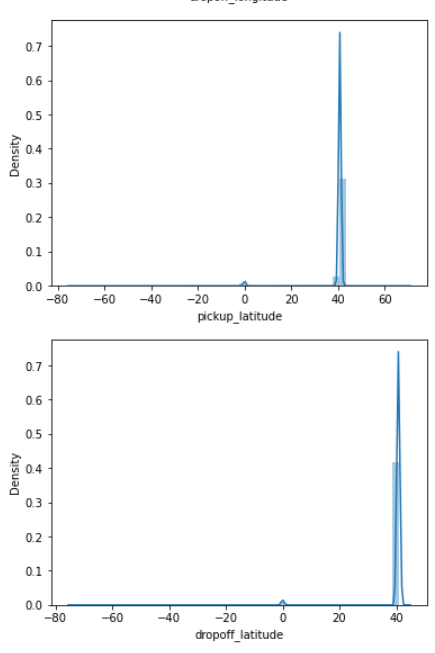 dropoff_longitude
0.7
0.6
0.5
0.4
0.3
0.2
0.1
0.0
Density
−80 −60 −40 −20 0 20 40 60
pickup_latitude
0.7
0.6
0.5
0.4
0.3
0.2
0.1
0.0
Density
−80 −60 −40 −20 0 20 40
dropoff_latitude